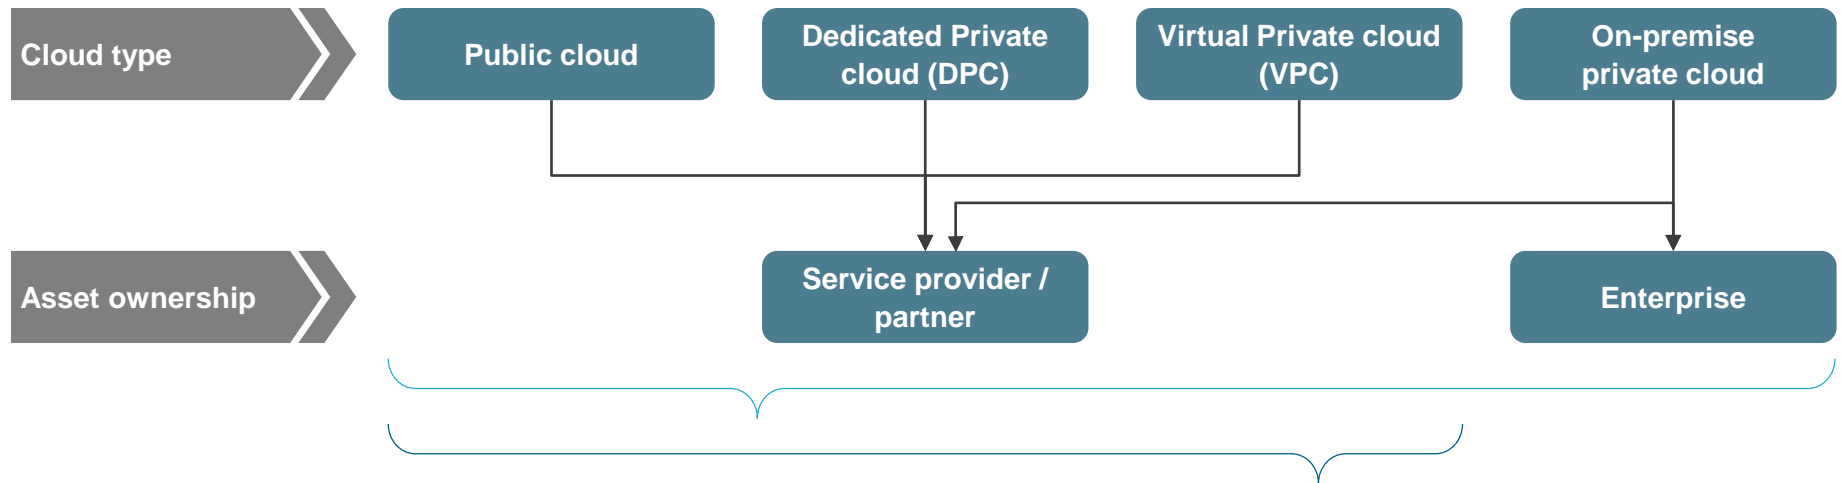 Cloud type
Public cloud
Dedicated Private
cloud (DPC)
Virtual Private cloud
(VPC)
On-premise
private cloud
Asset ownership
Service provider /
partner
Enterprise